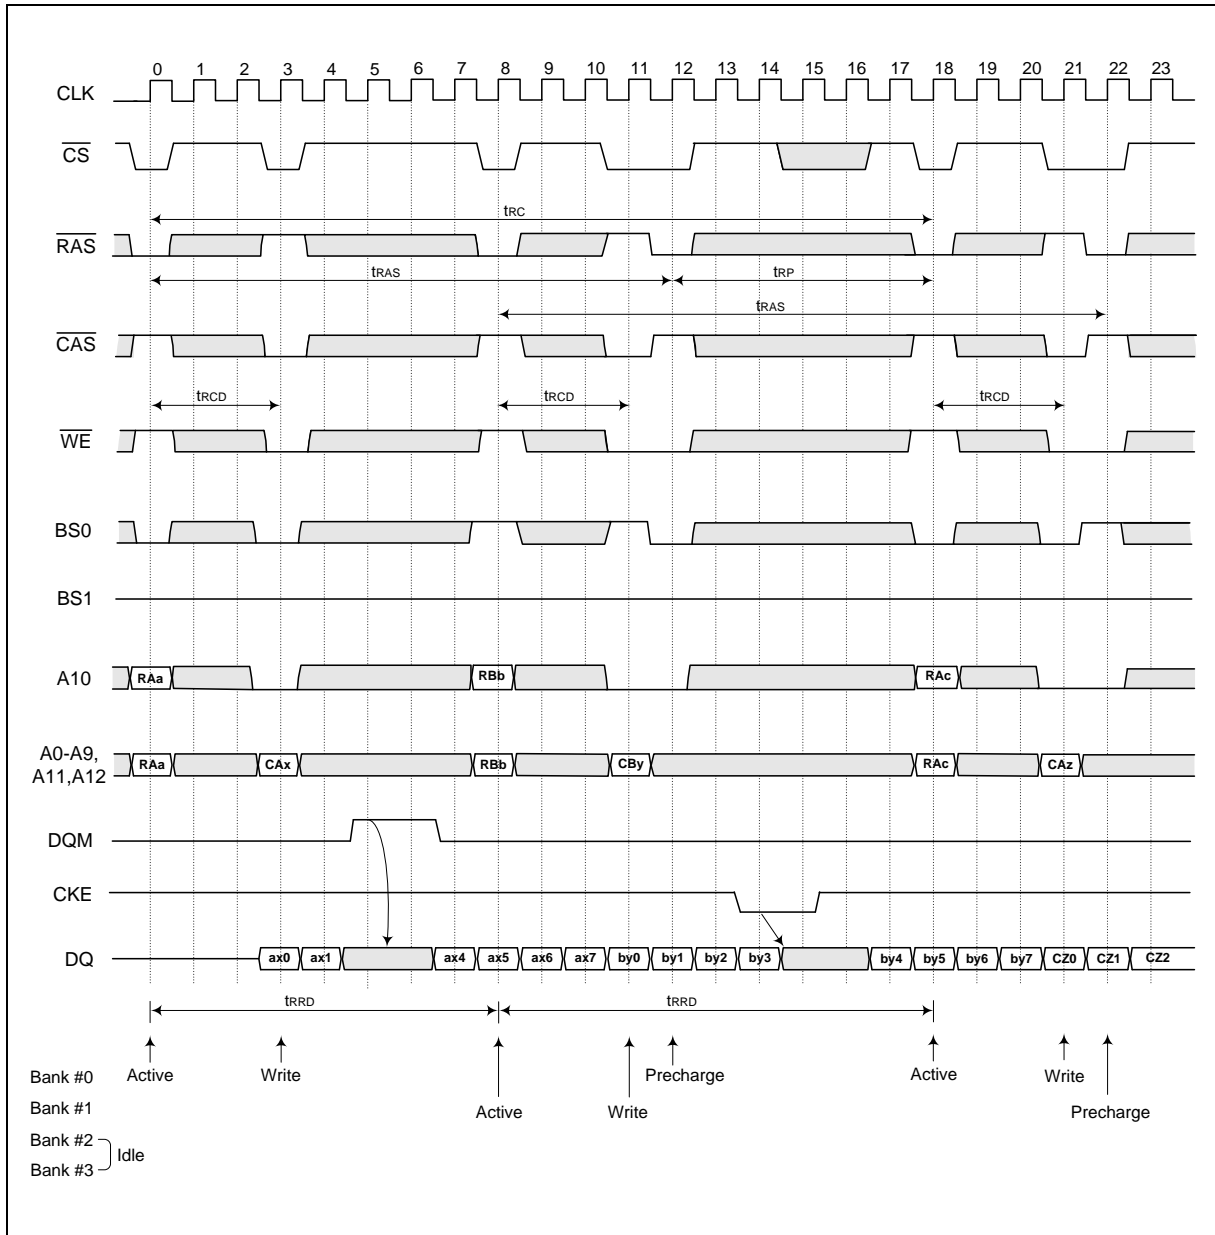 0 1 2 3 4 5 6 7 8 9 10 11 12 13 14 15 16 17 18 19 20 21 22 23
CLK
CS
tRC
RAS
tRAS tRP
tRAS
CAS
tRCD tRCD tRCD
WE
BS0
BS1
A10 RAa RBb RAc
A0-A9,
A11,A12 RAa CAx RBb CBy RAc CAz
DQM
CKE
DQ ax0 ax1 ax4 ax5 ax6 ax7 by0 by1 by2 by3 by4 by5 by6 by7 CZ0 CZ1 CZ2
tRRD tRRD
Bank #0 Active Write Precharge Active Write
Bank #1 Active Write Precharge
Bank #2
Idle
Bank #3